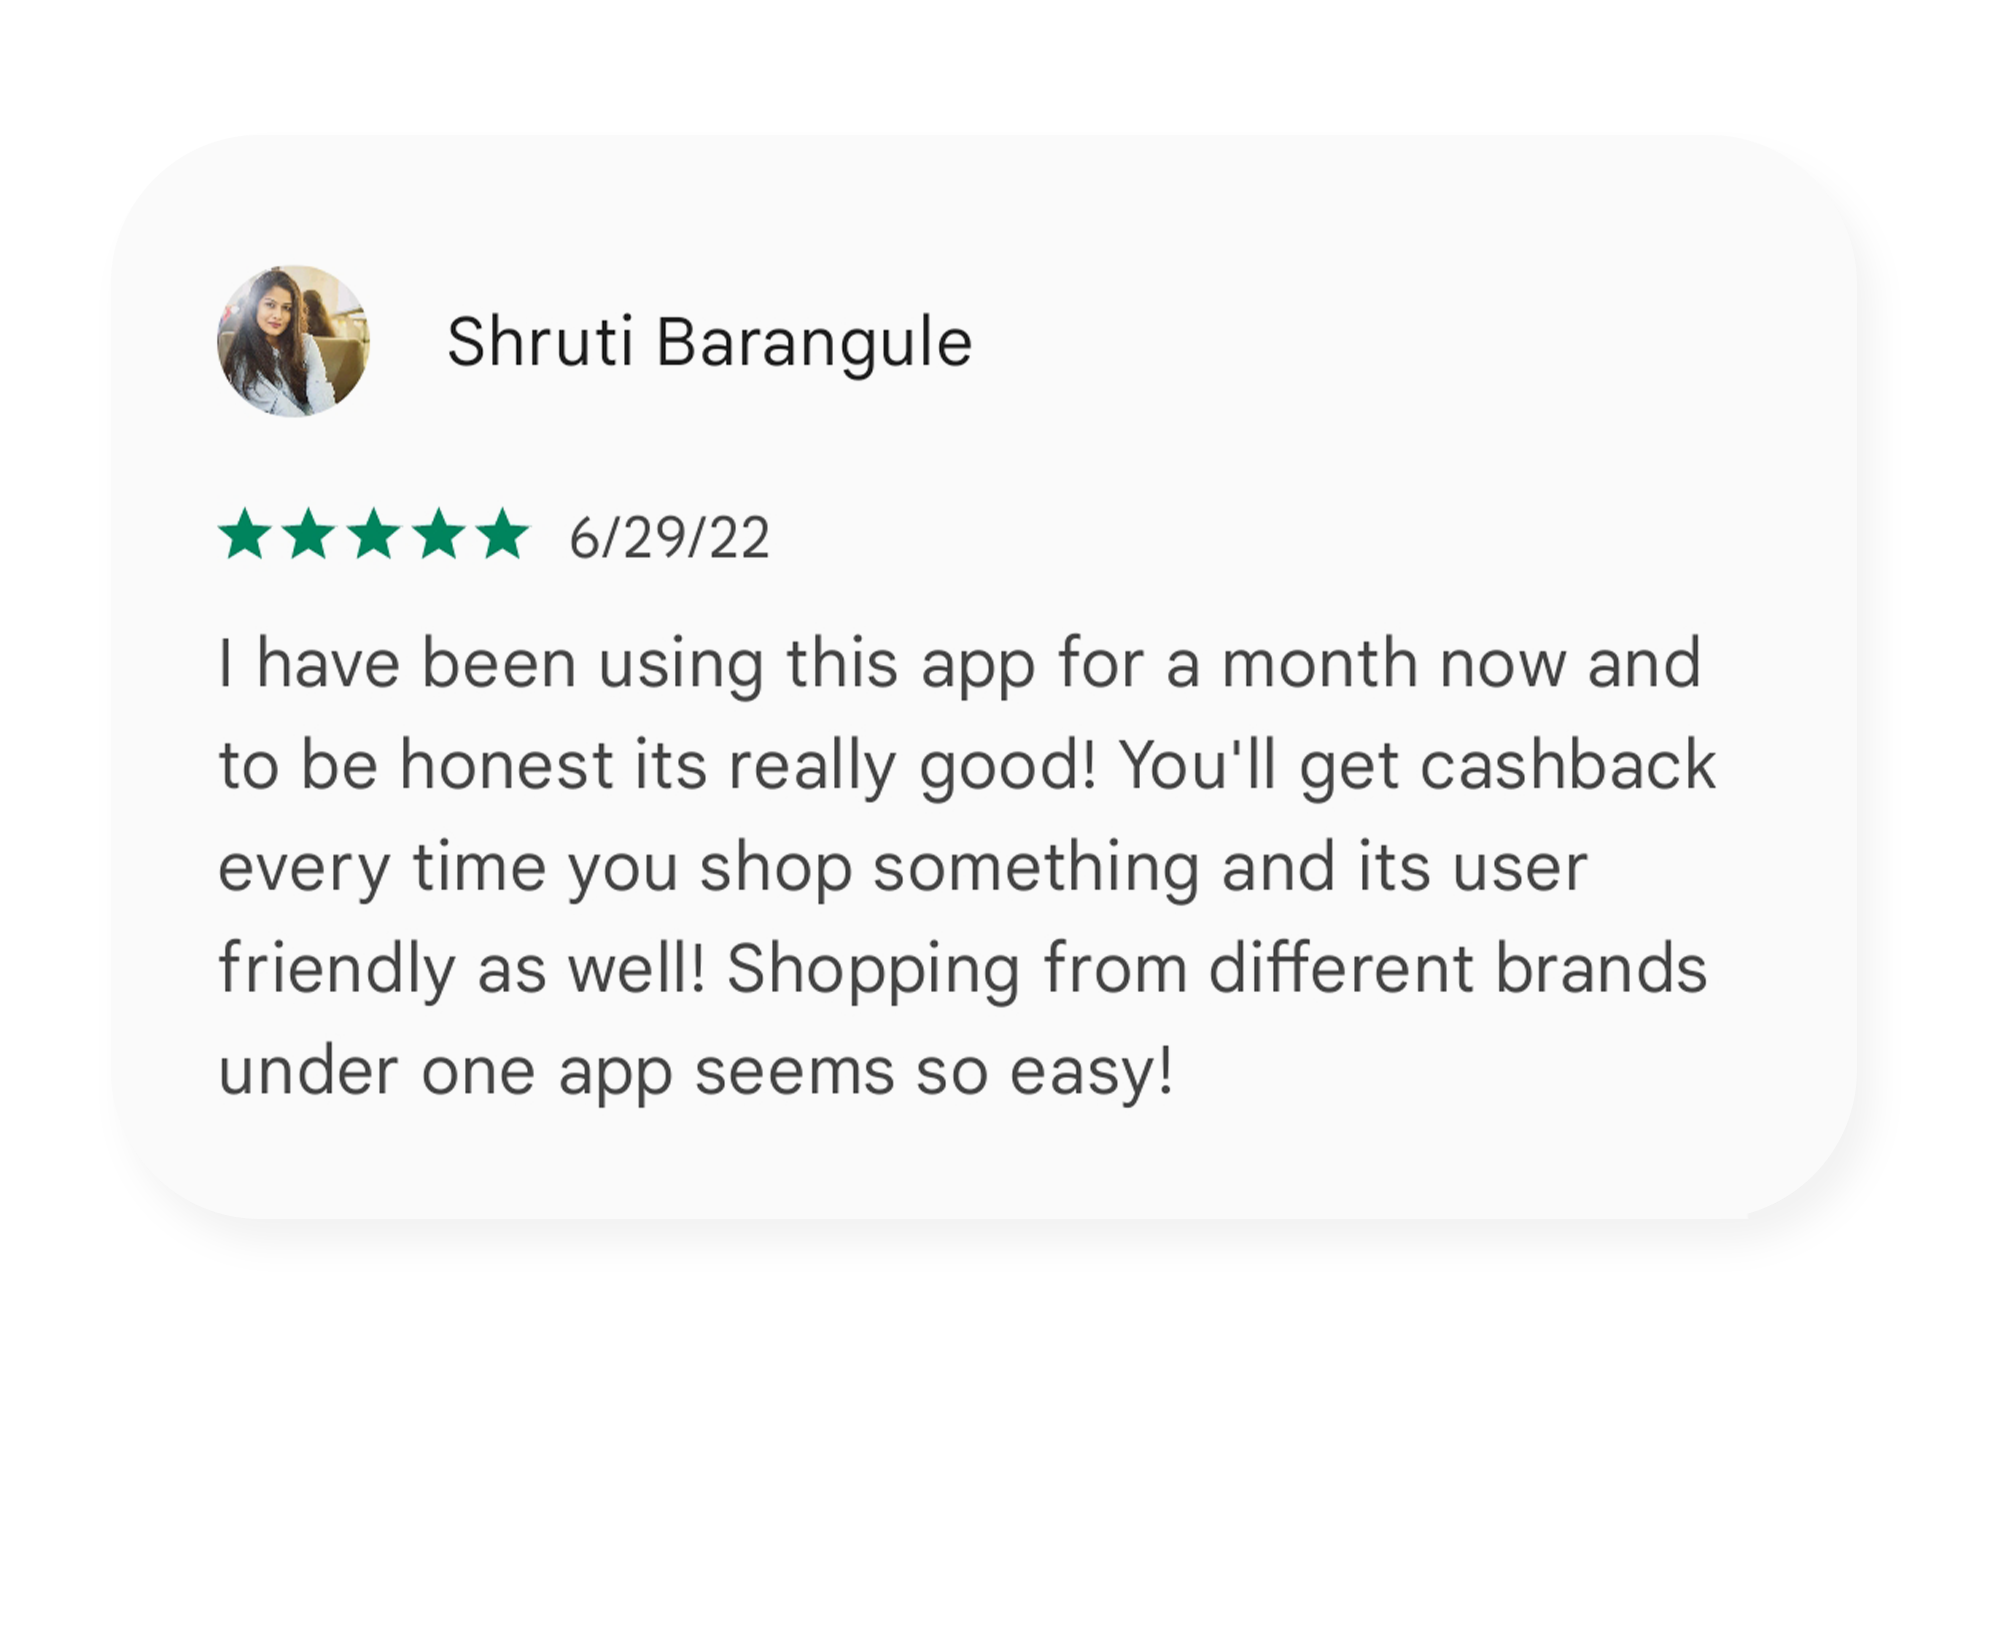 Shruti Barangule
6/29/22
I have been using this app for a month now and
to be honest its really good! You'll get cashback
every time you shop something and its user
friendly as well! Shopping from different brands
under one app seems so easy!